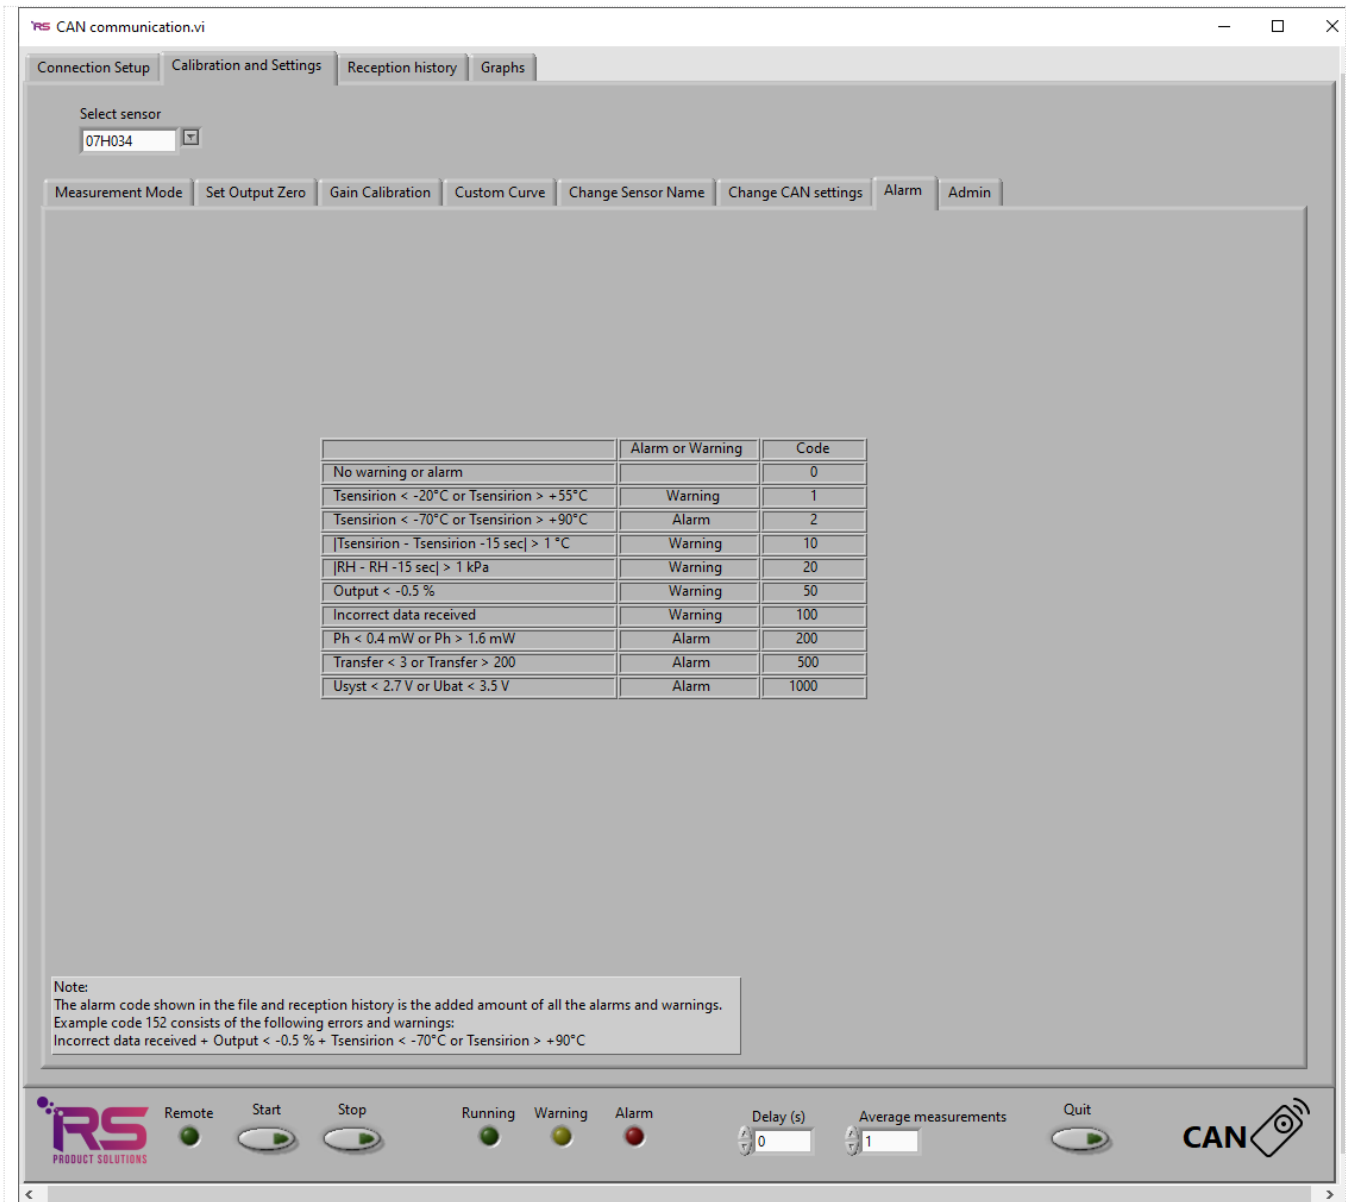 RS CAN communication.vi
Connection Setup Calibration and Settings Reception history Graphs
Select sensor
07H034
Measurement Mode Set Output Zero Gain Calibration Custom Curve Change Sensor Name Change CAN settings Alarm Admin
Alarm or Warning Code
No warning or alarm 0
Tsensirion < -20°C or Tsensirion > +55°C Warning 1
Tsensirion < -70°C or Tsensirion > +90°C Alarm 2
|Tsensirion - Tsensirion -15 sec| > 1 °C Warning 10
|RH - RH -15 sec| > 1 kPa Warning 20
Output < -0.5 % Warning 50
Incorrect data received Warning 100
Ph < 0.4 mW or Ph > 1.6 mW Alarm 200
Transfer < 3 or Transfer > 200 Alarm 500
Usyst < 2.7 V or Ubat < 3.5 V Alarm 1000
Note:
The alarm code shown in the file and reception history is the added amount of all the alarms and warnings.
Example code 152 consists of the following errors and warnings:
Incorrect data received + Output < -0.5 % + Tsensirion < -70°C or Tsensirion > +90°C
RS
PRODUCT SOLUTIONS
Remote Start Stop Running Warning Alarm Delay (s) Average measurements Quit
0 1
CAN